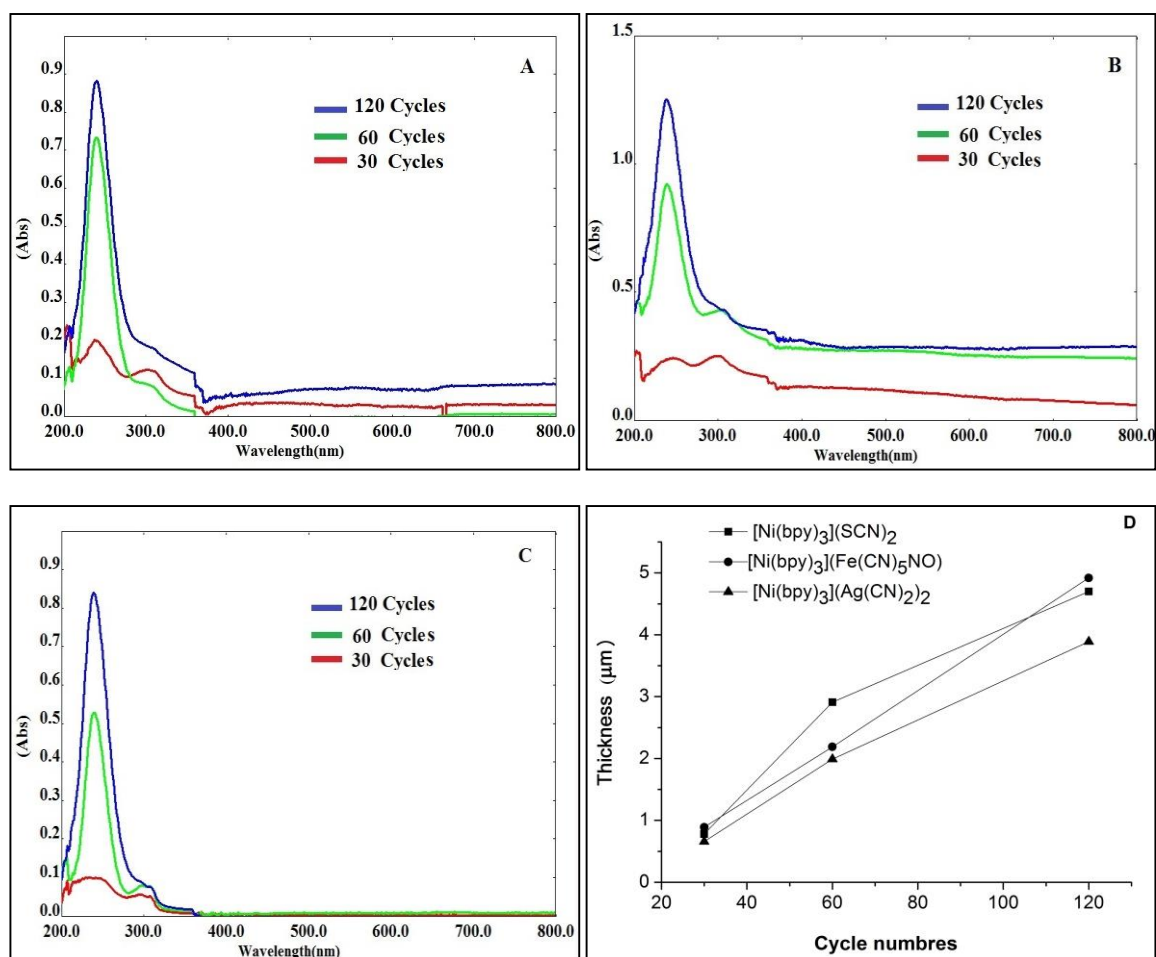 A
120 Cycles
60 Cycles
30 Cycles
0.9
0.8
0.7
0.6
0.5
0.4
0.3
0.2
0.1
0.0
(Abs)
200.0 300.0 400.0 500.0 600.0 700.0 800.0
Wavelength(nm)
B
120 Cycles
60 Cycles
30 Cycles
1.5
1.0
0.5
0.0
(Abs)
200.0 300.0 400.0 500.0 600.0 700.0 800.0
Wavelength(nm)
C
120 Cycles
60 Cycles
30 Cycles
0.9
0.8
0.7
0.6
0.5
0.4
0.3
0.2
0.1
0.0
(Abs)
200.0 300.0 400.0 500.0 600.0 700.0 800.0
Wavelength(nm)
D
[Ni(bpy)3](SCN)2
[Ni(bpy)3](Fe(CN)5NO)
[Ni(bpy)3](Ag(CN)2)2
5
4
3
2
1
0
Thickness (μm)
20 40 60 80 100 120
Cycle numbres